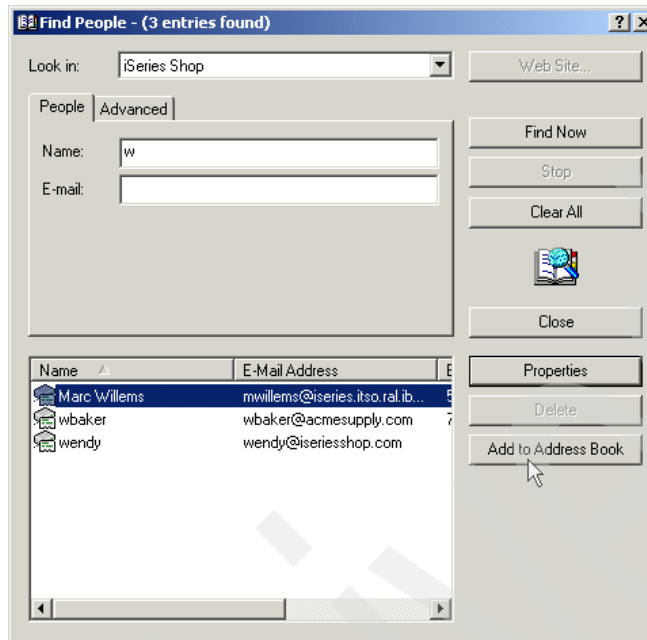 Find People - (3 entries found)
Look in: iSeries Shop
Web Site...
People Advanced
Name: w
E-mail:
Find Now
Stop
Clear All
Close
Name E-Mail Address
Marc Willems mwillems@iseries.itso.ral.ib...
wbaker wbaker@acmesupply.com
wendy wendy@iseriesshop.com
Properties
Delete
Add to Address Book